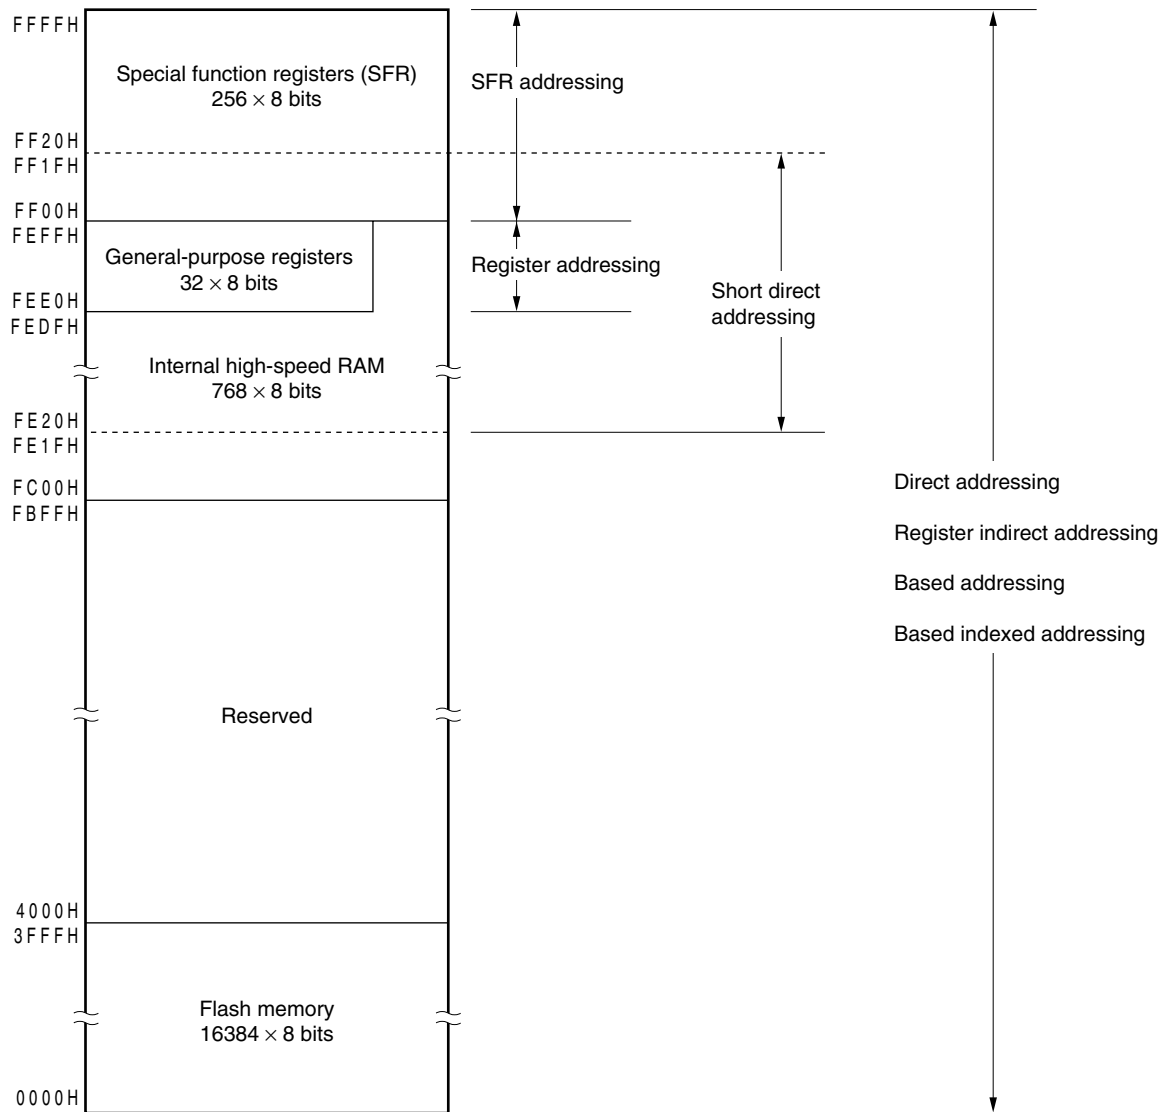 FFFFH
Special function registers (SFR)
256 × 8 bits
SFR addressing
FF20H
FF1FH
FF00H
FEFFH
General-purpose registers
32 × 8 bits
Register addressing
Short direct
addressing
FEE0H
FEDFH
Internal high-speed RAM
768 × 8 bits
FE20H
FE1FH
FC00H
FBFFH
Direct addressing
Register indirect addressing
Based addressing
Based indexed addressing
Reserved
4000H
3FFFH
Flash memory
16384 × 8 bits
0000H